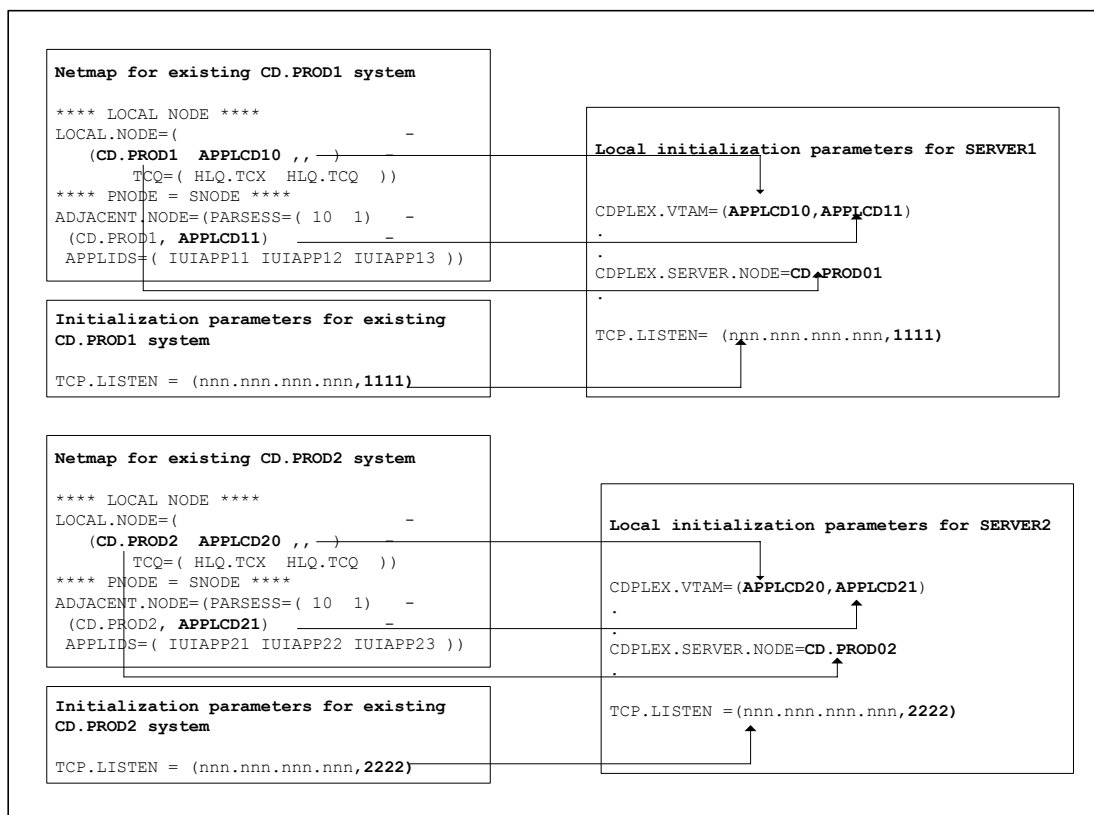 Netmap for existing CD.PROD1 system
**** LOCAL NODE ****
LOCAL.NODE=( -
(CD.PROD1 APPLCD10 ,, ) -
TCQ=( HLQ.TCX HLQ.TCQ ))
**** PNODE = SNODE ****
ADJACENT.NODE=(PARSESS=( 10 1) -
(CD.PROD1, APPLCD11) -
APPLIDS=( IUIAPP11 IUIAPP12 IUIAPP13 ))
Initialization parameters for existing
CD.PROD1 system
TCP.LISTEN = (nnn.nnn.nnn.nnn,1111)
Local initialization parameters for SERVER1
CDPLEX.VTAM=(APPLCD10,APPLCD11)
.
.
CDPLEX.SERVER.NODE=CD.PROD01
.
TCP.LISTEN= (nnn.nnn.nnn.nnn,1111)
Netmap for existing CD.PROD2 system
**** LOCAL NODE ****
LOCAL.NODE=( -
(CD.PROD2 APPLCD20 ,, ) -
TCQ=( HLQ.TCX HLQ.TCQ ))
**** PNODE = SNODE ****
ADJACENT.NODE=(PARSESS=( 10 1) -
(CD.PROD2, APPLCD21) -
APPLIDS=( IUIAPP21 IUIAPP22 IUIAPP23 ))
Initialization parameters for existing
CD.PROD2 system
TCP.LISTEN = (nnn.nnn.nnn.nnn,2222)
Local initialization parameters for SERVER2
CDPLEX.VTAM=(APPLCD20,APPLCD21)
.
.
CDPLEX.SERVER.NODE=CD.PROD02
.
TCP.LISTEN =(nnn.nnn.nnn.nnn,2222)